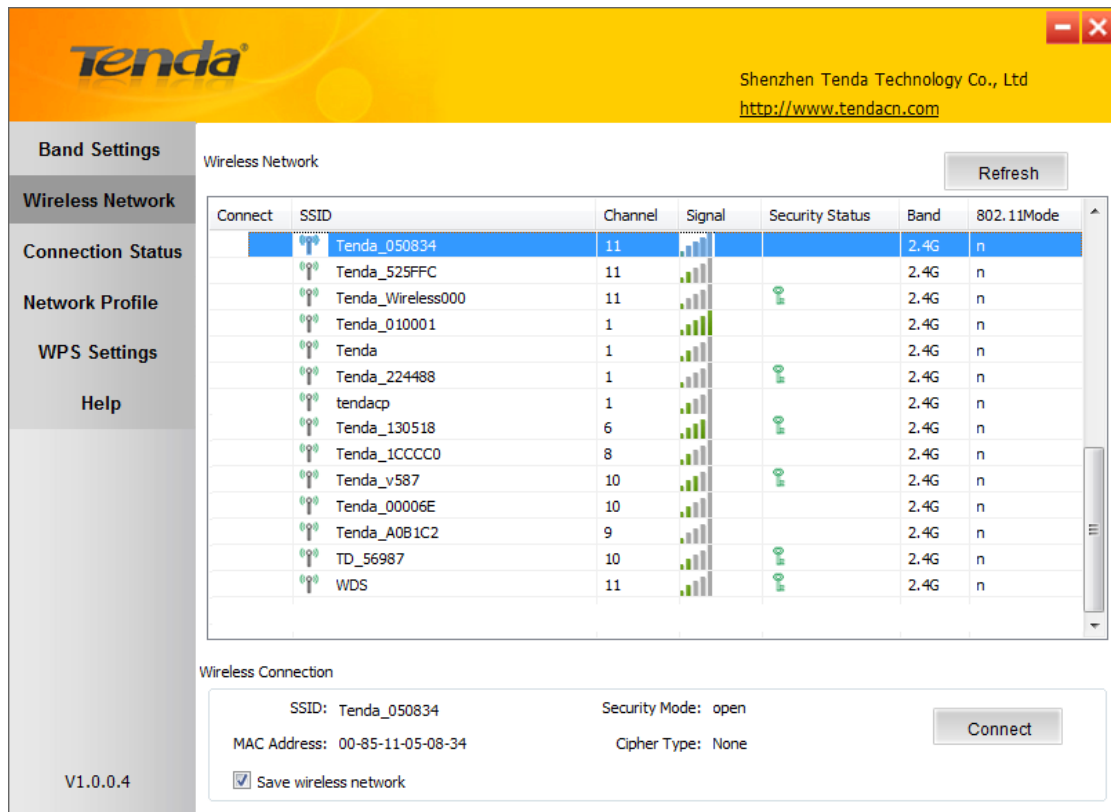 Tenda®
Shenzhen Tenda Technology Co., Ltd
http://www.tendacn.com
Band Settings
Wireless Network
Connection Status
Network Profile
WPS Settings
Help
V1.0.0.4
Wireless Network
Refresh
Connect SSID Channel Signal Security Status Band 802.11Mode
Tenda_050834 11 2.4G n
Tenda_525FFC 11 2.4G n
Tenda_Wireless000 11 2.4G n
Tenda_010001 1 2.4G n
Tenda 1 2.4G n
Tenda_224488 1 2.4G n
tendacp 1 2.4G n
Tenda_130518 6 2.4G n
Tenda_1CCCC0 8 2.4G n
Tenda_v587 10 2.4G n
Tenda_00006E 10 2.4G n
Tenda_A0B1C2 9 2.4G n
TD_56987 10 2.4G n
WDS 11 2.4G n
Wireless Connection
SSID: Tenda_050834 Security Mode: open
MAC Address: 00-85-11-05-08-34 Cipher Type: None
Connect
Save wireless network